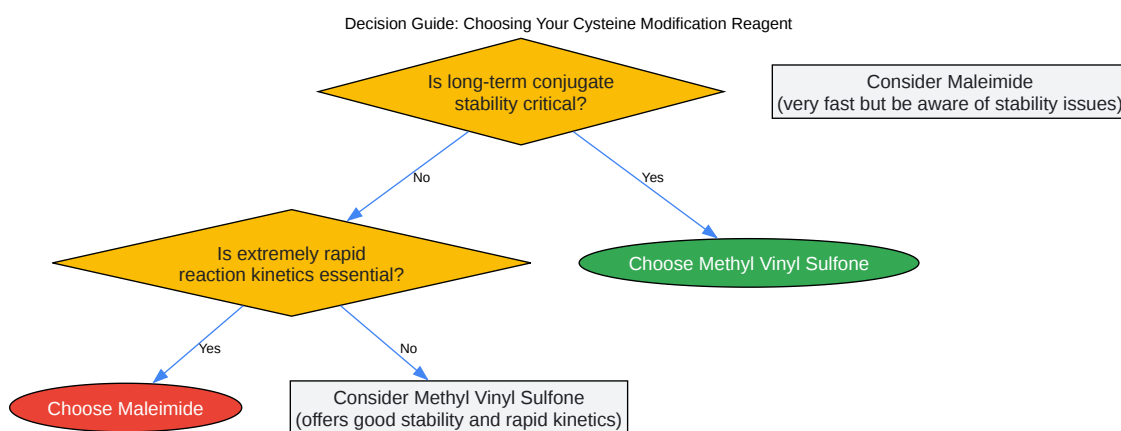 Decision Guide: Choosing Your Cysteine Modification Reagent
Is long-term conjugate
stability critical?
Consider Maleimide
(very fast but be aware of stability issues)
No
Yes
Is extremely rapid
reaction kinetics essential?
Choose Methyl Vinyl Sulfone
Yes
No
Choose Maleimide
Consider Methyl Vinyl Sulfone
(offers good stability and rapid kinetics)